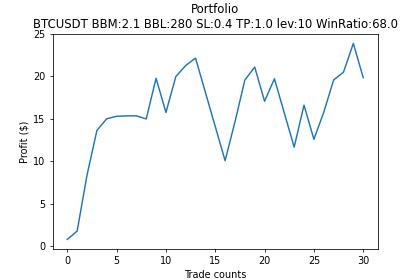 Portfolio
BTCUSDT BBM:2.1 BBL:280 SL:0.4 TP:1.0 lev:10 WinRatio:68.0
25
20
15
10
5
0
Profit ($)
0 5 10 15 20 25 30
Trade counts